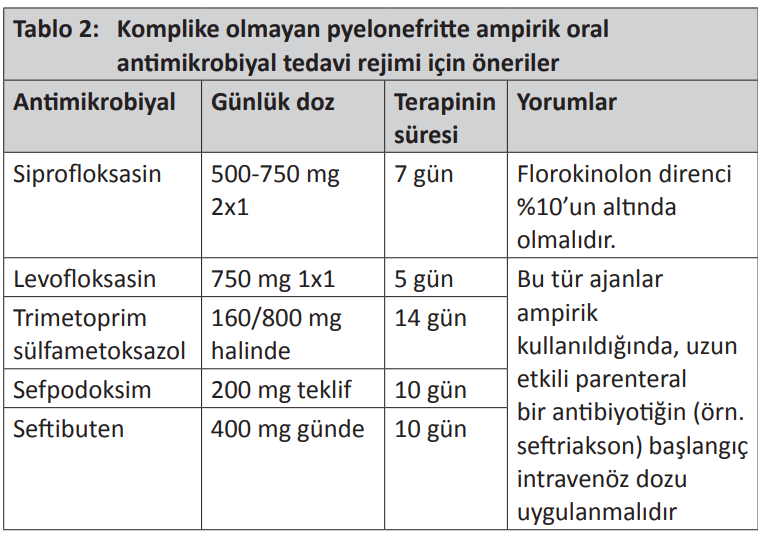 Tablo 2: Komplike olmayan pyelonefritte ampirik oral
antimikrobiyal tedavi rejimi için öneriler
Antimikrobiyal Günlük doz Terapinin süresi Yorumlar
Siprofloksasin 500-750 mg 2x1 7 gün Florokinolon direnci
%10'un altında
olmalıdır.
Levofloksasin 750 mg 1x1 5 gün Bu tür ajanlar
ampirik
kullanıldığında, uzun
etkili parenteral
bir antibiyotiğin (örn.
seftriakson) başlangıç
intravenöz dozu
uygulanmalıdır
Trimetoprim sülfametoksazol 160/800 mg halinde 14 gün
Sefpodoksim 200 mg teklif 10 gün
Seftibuten 400 mg günde 10 gün